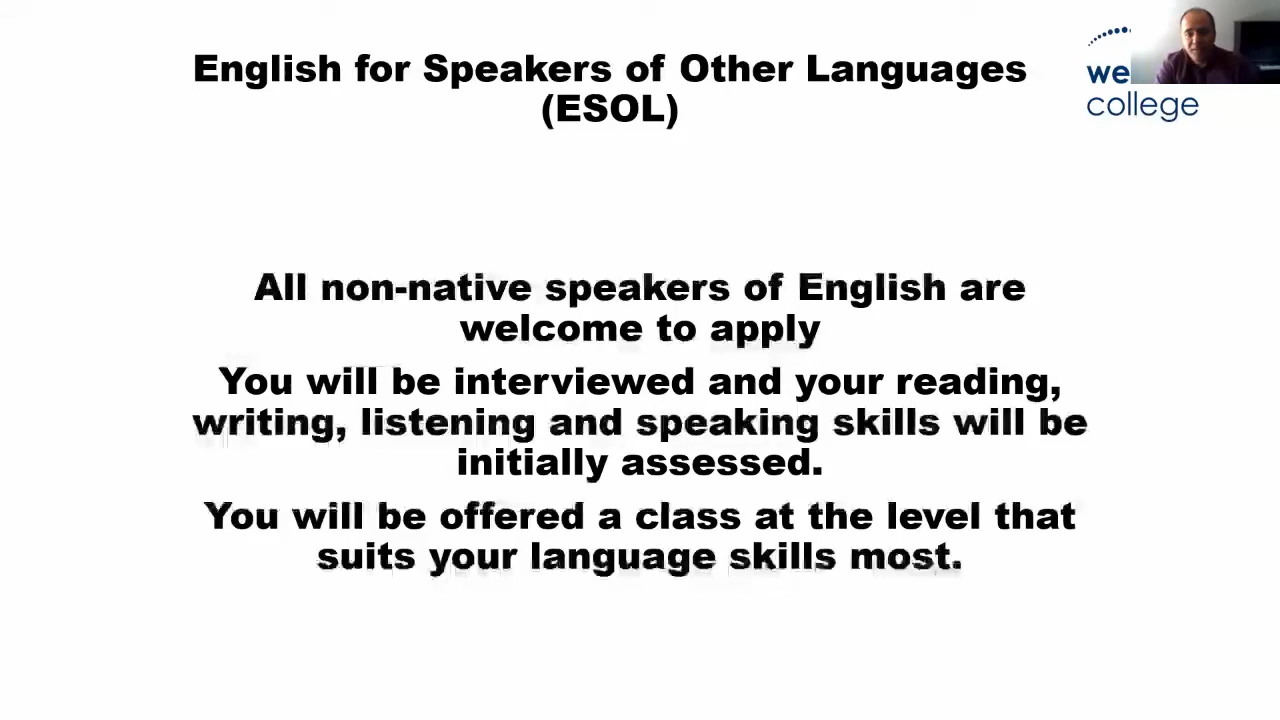 English for Speakers of Other Languages
(ESOL)
college
All non-native speakers of English are
welcome to apply
You will be interviewed and your reading,
writing, listening and speaking skills will be
initially assessed.
You will be offered a class at the level that
suits your language skills most.